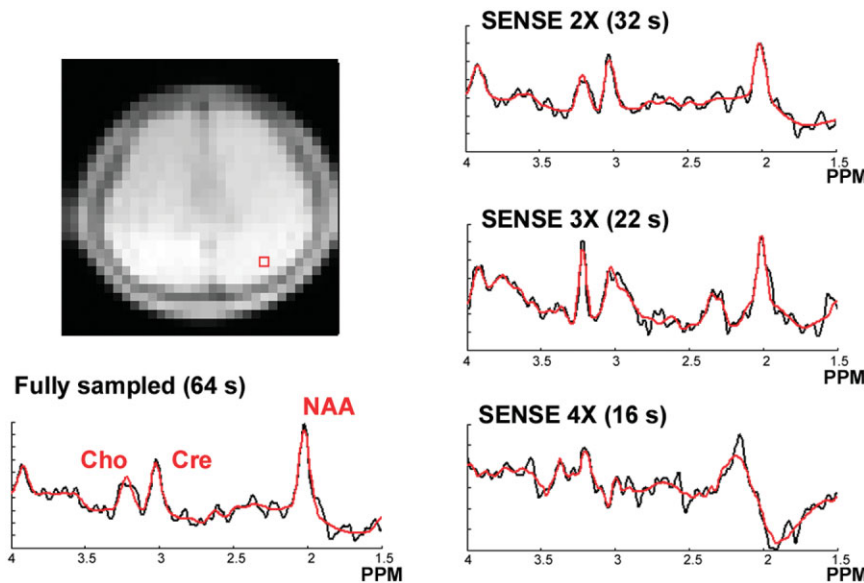 SENSE 2X (32 s)
4 3.5 3 2.5 2 1.5
PPM
SENSE 3X (22 s)
4 3.5 3 2.5 2 1.5
PPM
Fully sampled (64 s)
NAA
Cho Cre
4 3.5 3 2.5 2 1.5
PPM
SENSE 4X (16 s)
4 3.5 3 2.5 2 1.5
PPM